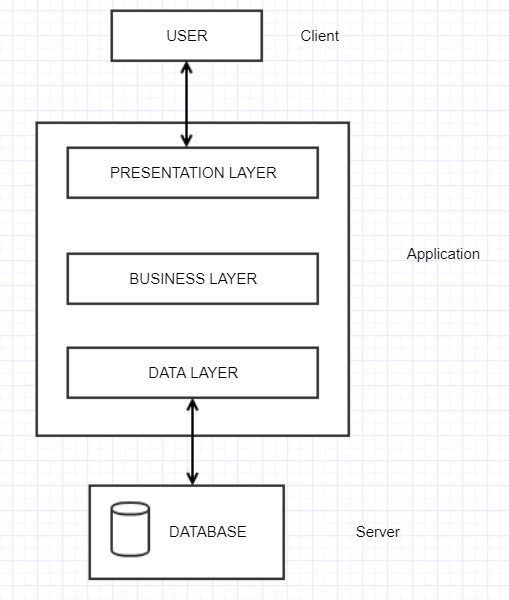 USER
Client
PRESENTATION LAYER
Application
BUSINESS LAYER
DATA LAYER
DATABASE
Server